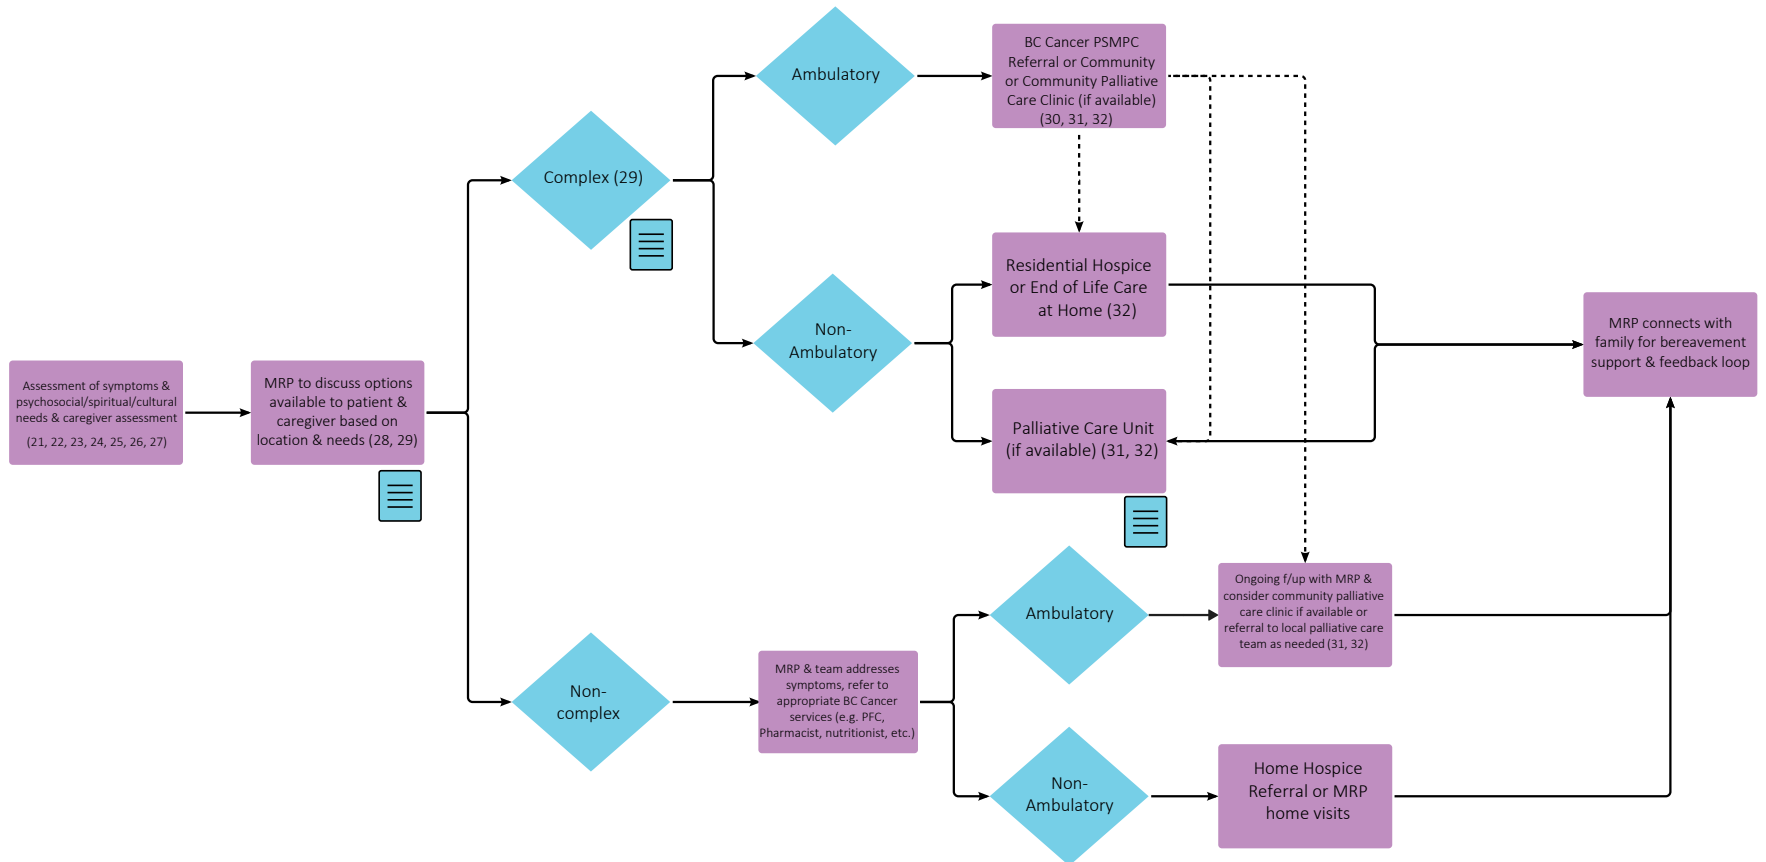 Assessment of symptoms &
psychosocial/spiritual/cultural
needs & caregiver assessment
(21, 22, 23, 24, 25, 26, 27)
MRP to discuss options
available to patient &
caregiver based on
location & needs (28, 29)
Complex (29)
Ambulatory
BC Cancer PSMPC
Referral or Community
or Community Palliative
Care Clinic (if available)
(30, 31, 32)
Non-
Ambulatory
Residential Hospice
or End of Life Care
at Home (32)
Palliative Care Unit
(if available) (31, 32)
Non-
complex
MRP & team addresses
symptoms, refer to
appropriate BC Cancer
services (e.g. PFC,
Pharmacist, nutritionist, etc.)
Ambulatory
Ongoing f/up with MRP &
consider community palliative
care clinic if available or
referral to local palliative care
team as needed (31, 32)
Non-
Ambulatory
Home Hospice
Referral or MRP
home visits
MRP connects with
family for bereavement
support & feedback loop